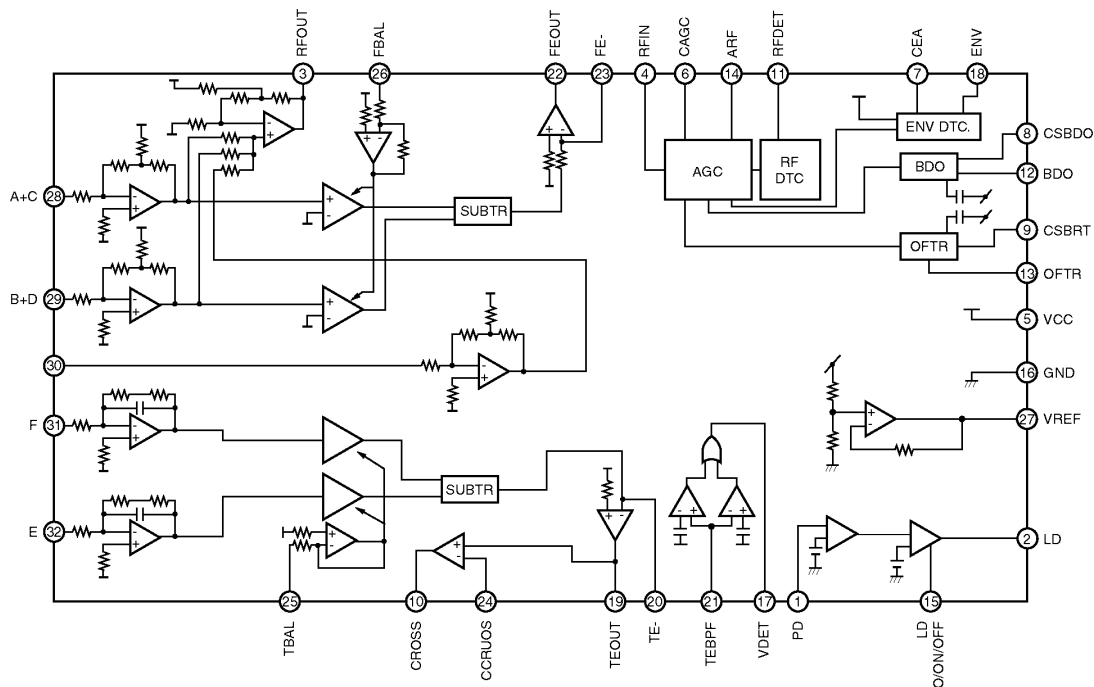 RFOUT
FBAL
FEOUT
FE-
RFIN
CAGC
ARF
RFDET
CEA
ENV
3
26
22
23
4
6
14
11
7
18
ENV DTC.
8 CSBDO
BDO
12 BDO
AGC
RF
DTC
A+C 28
SUBTR
9 CSBRT
OFTR
13 OFTR
B+D 29
5 VCC
30
16 GND
F 31
27 VREF
SUBTR
E 32
2 LD
25
10
24
19
20
21
17
1
15
TBAL
CROSS
CCRUOS
TEOUT
TE-
TEBPF
VDET
PD
LD
O/ON/OFF
+
-